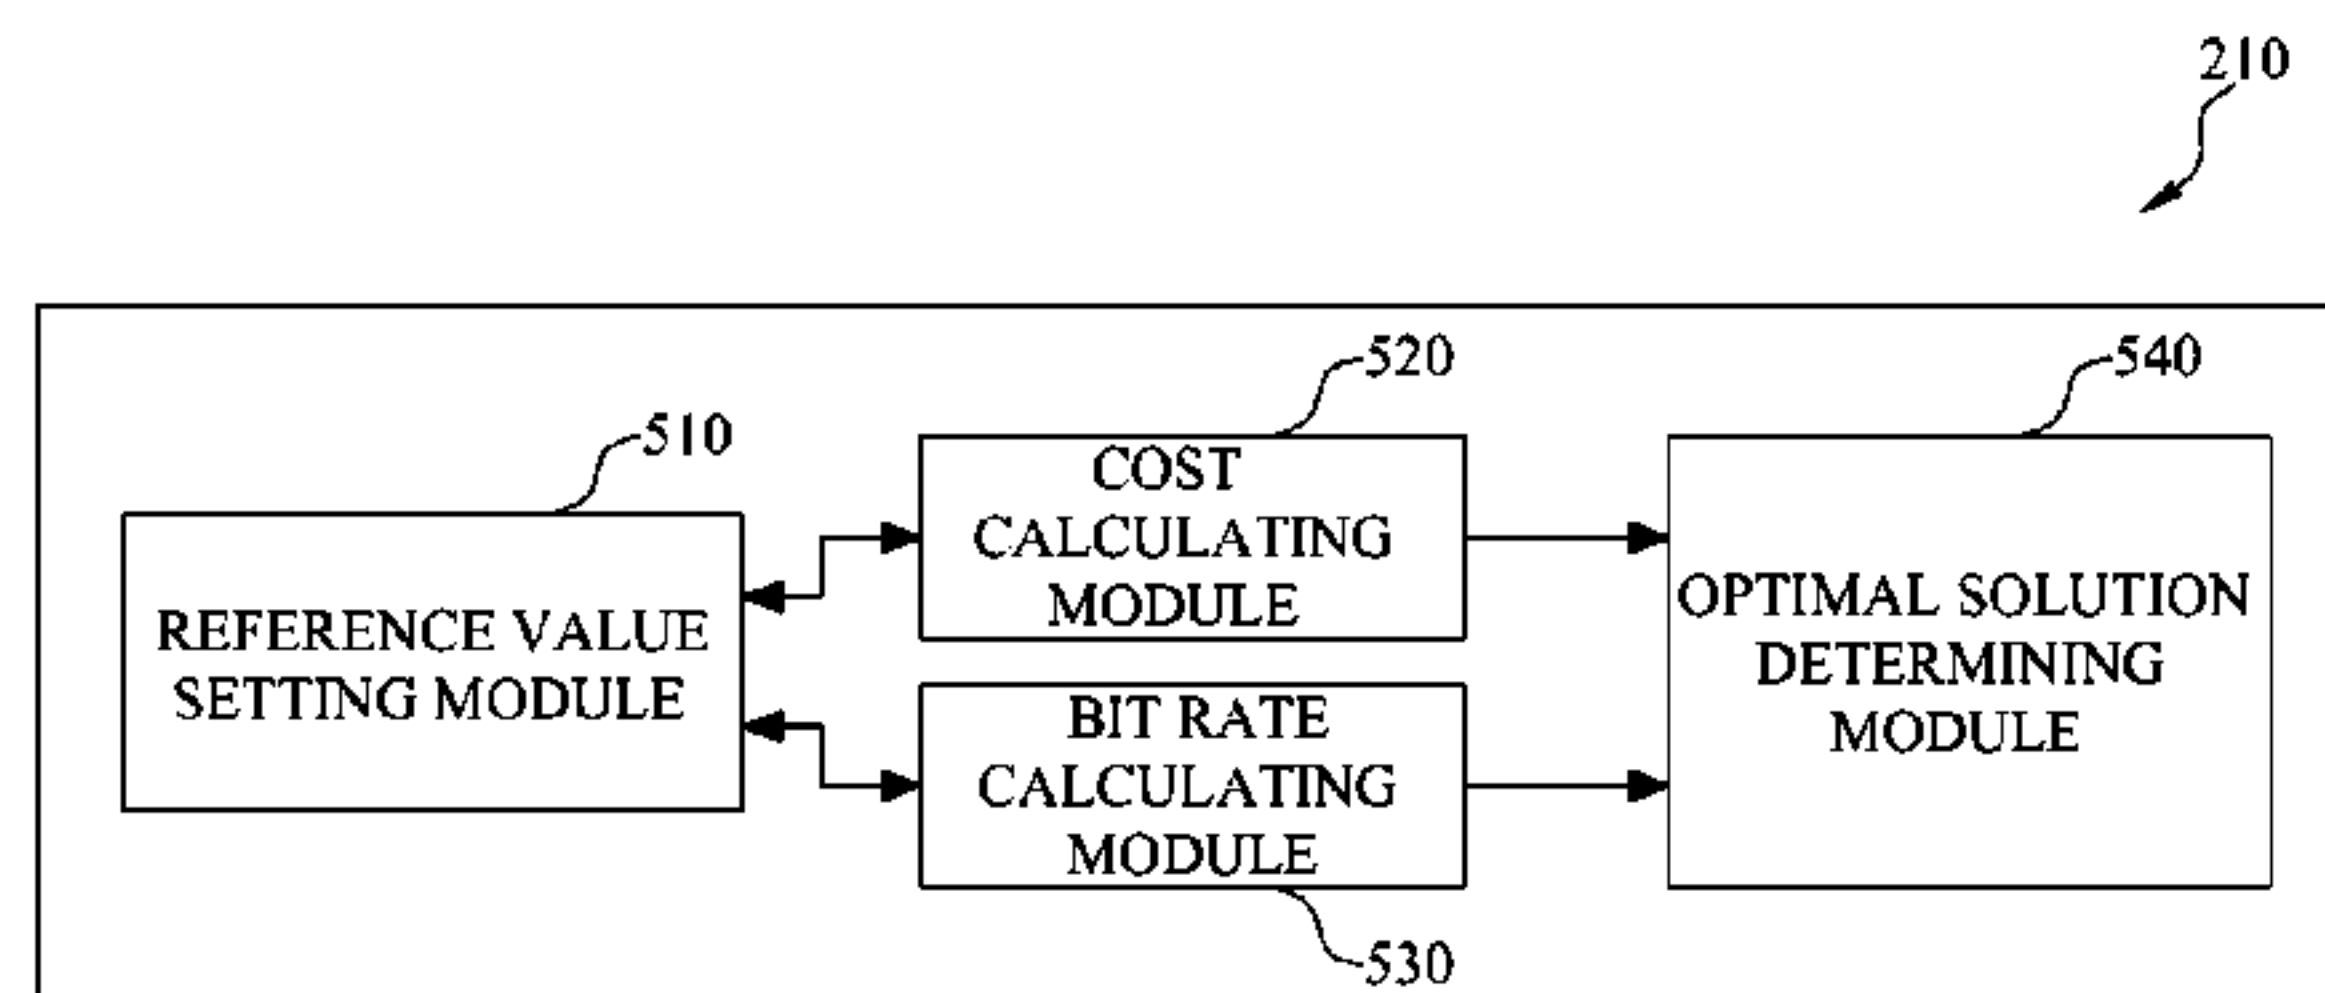 210
520
540
510
COST
CALCULATING
MODULE
REFERENCE VALUE
SETTING MODULE
OPTIMAL SOLUTION
DETERMINING
MODULE
BIT RATE
CALCULATING
MODULE
530